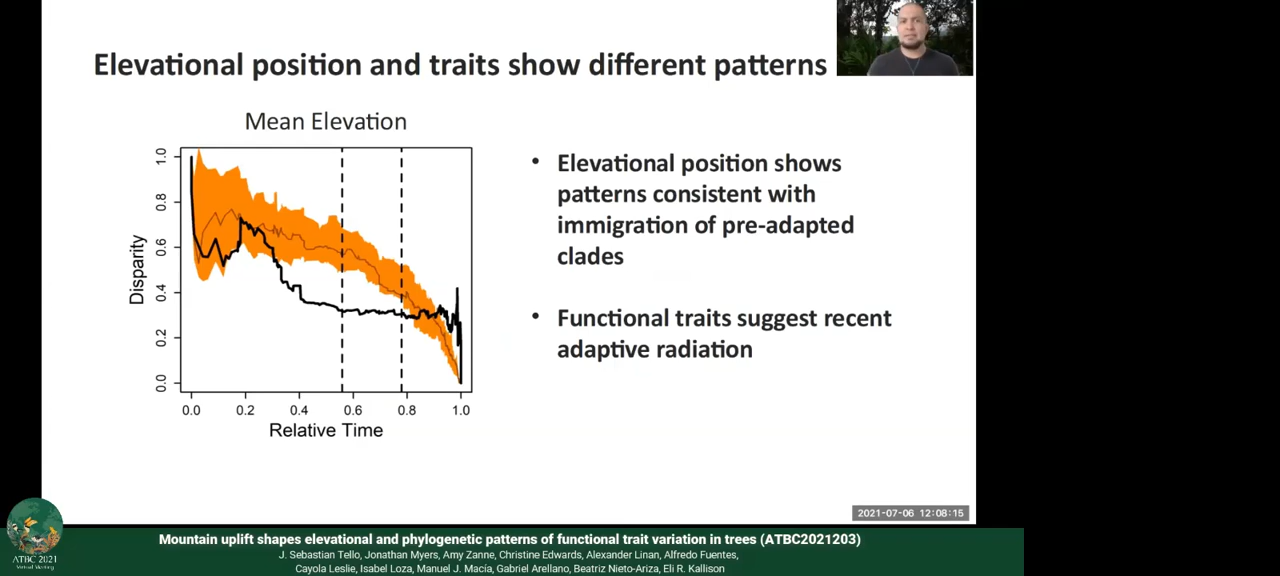 Elevational position and traits show different patterns
Mean Elevation
1.0
0.8
0.6
0.4
0.2
0.0
Disparity
0.0 0.2 0.4 0.6 0.8 1.0
Relative Time
• Elevational position shows
patterns consistent with
immigration of pre-adapted
clades
• Functional traits suggest recent
adaptive radiation
2021-07-06 12:08:15
ATBC 2021
Virtual Meeting
Mountain uplift shapes elevational and phylogenetic patterns of functional trait variation in trees (ATBC2021203)
J. Sebastian Tello, Jonathan Myers, Amy Zanne, Christine Edwards, Alexander Linan, Alfredo Fuentes,
Cayola Leslie, Isabel Loza, Manuel J. Macía, Gabriel Arellano, Beatriz Nieto-Ariza, Eli R. Kallison